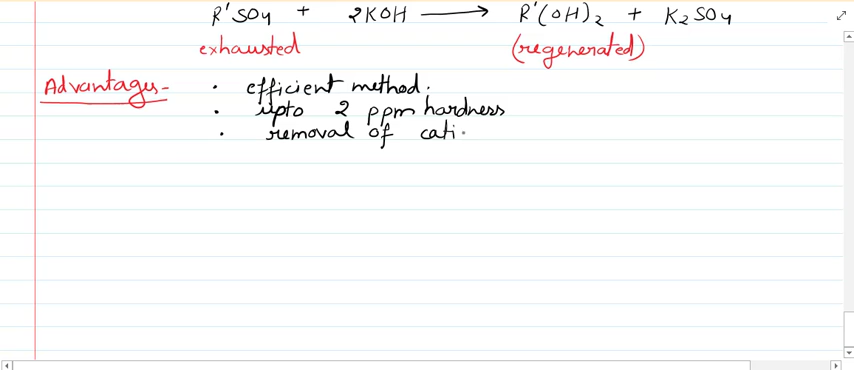 R'SO4 + 2KOH ⟶ R'(OH)2 + K2SO4
exhausted (regenerated)
Advantages- · efficient method.
· upto 2 ppm hardness
· removal of cati